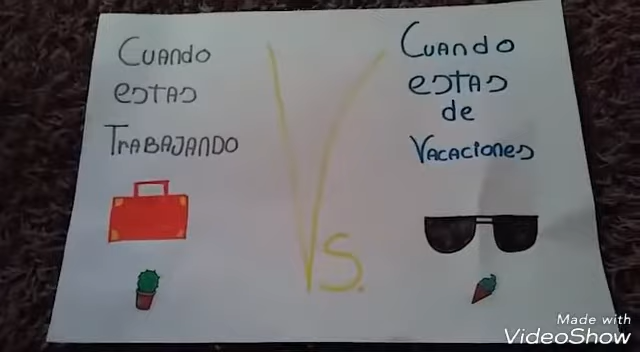 Cuando
estas
Trabajando
Vs.
Cuando
estas
de
Vacaciones
Made with
VideoShow